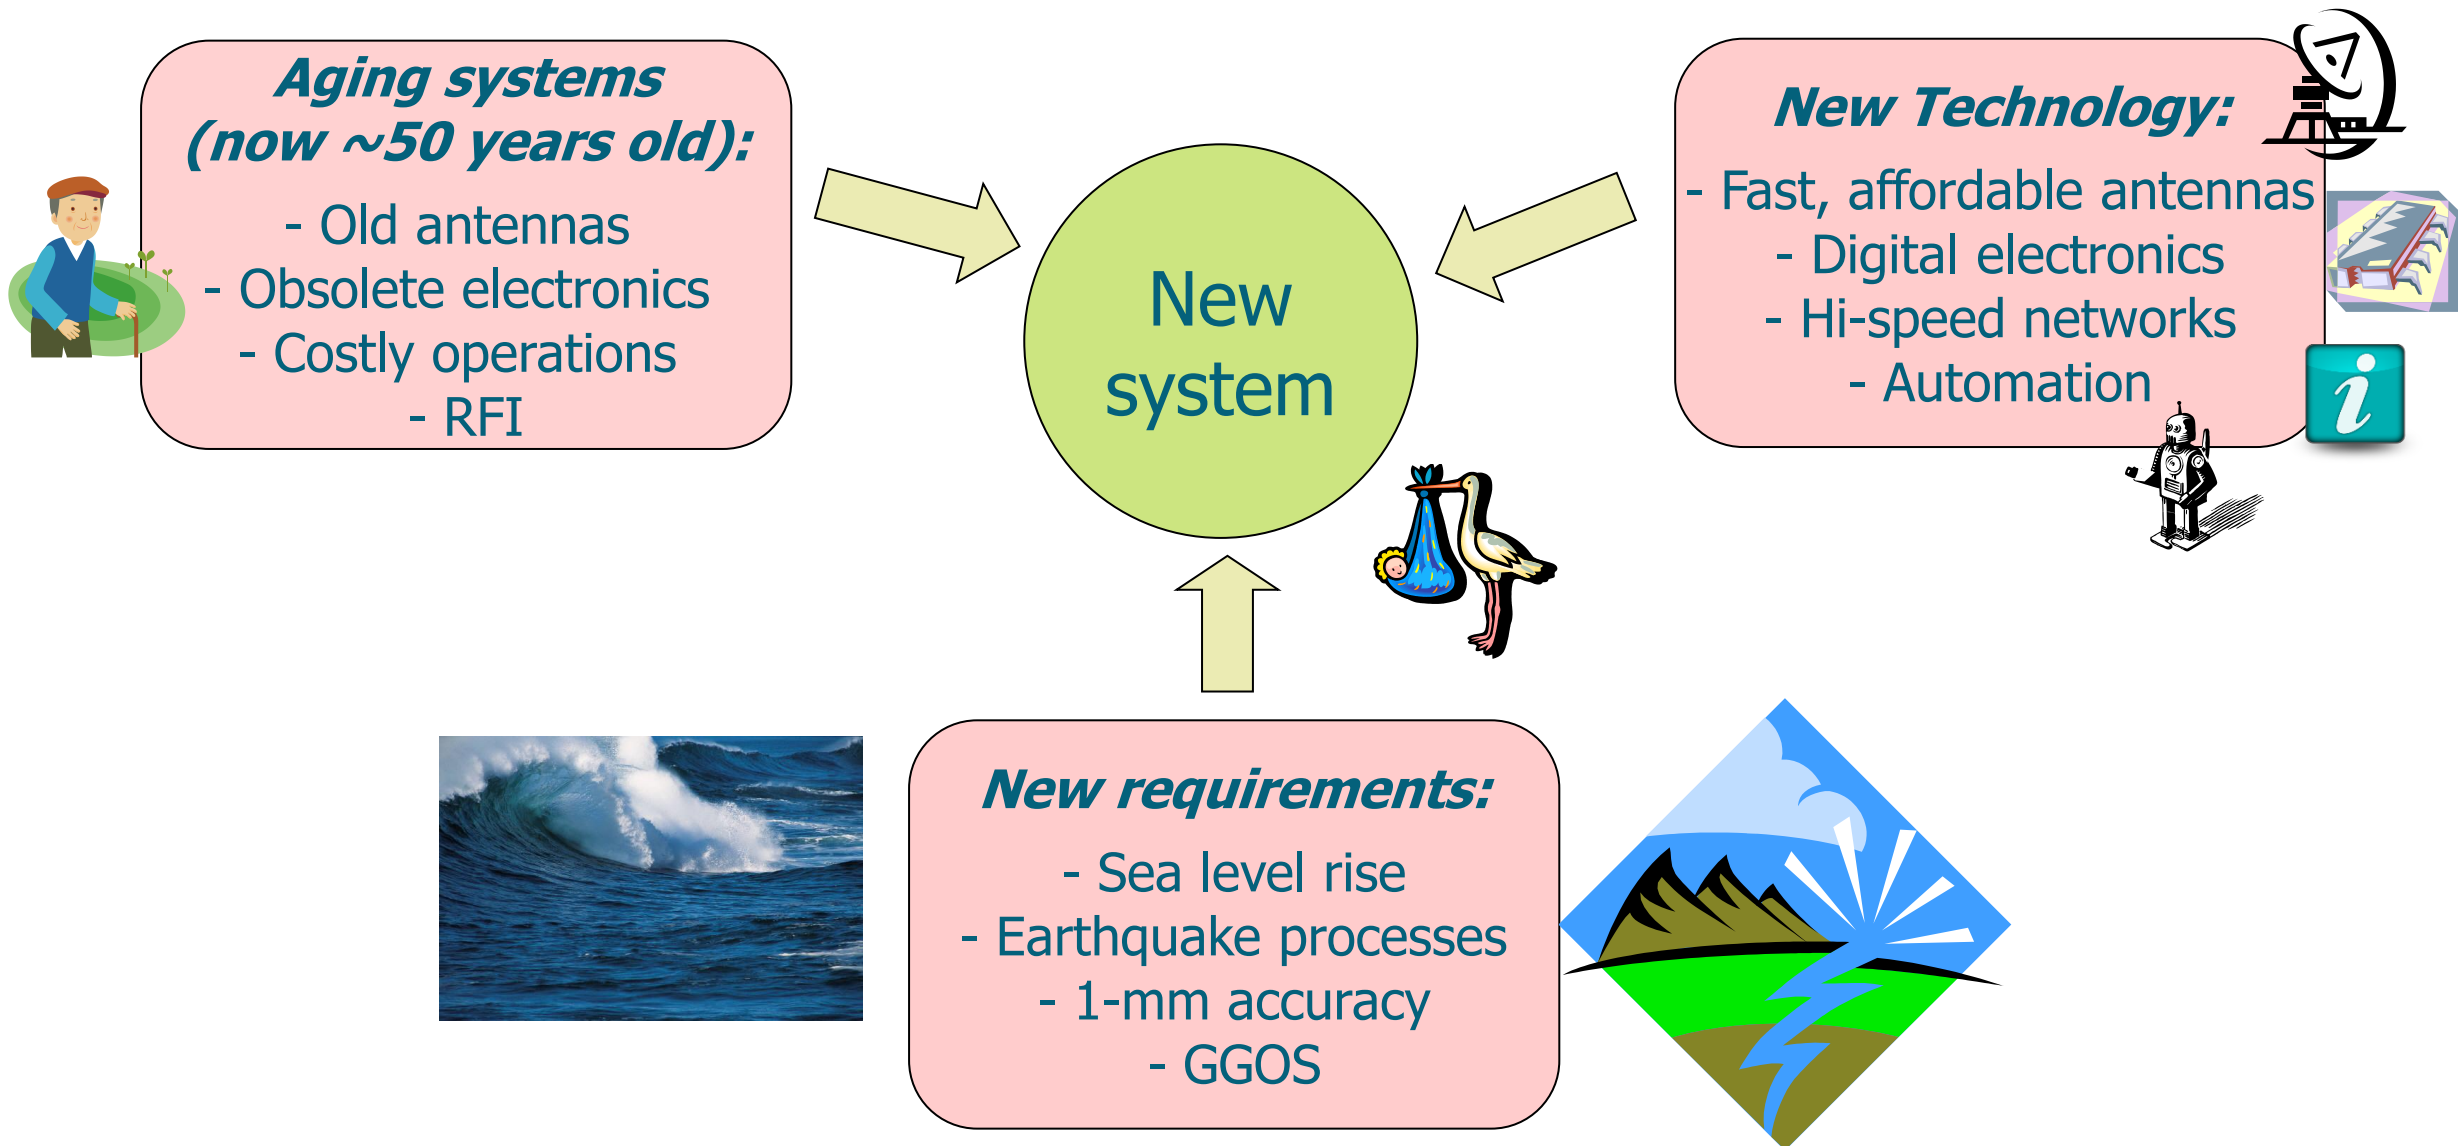 Aging systems
(now ~50 years old):
- Old antennas
- Obsolete electronics
- Costly operations
- RFI
New
system
New Technology:
- Fast, affordable antennas
- Digital electronics
- Hi-speed networks
- Automation
i
New requirements:
- Sea level rise
- Earthquake processes
- 1-mm accuracy
- GGOS